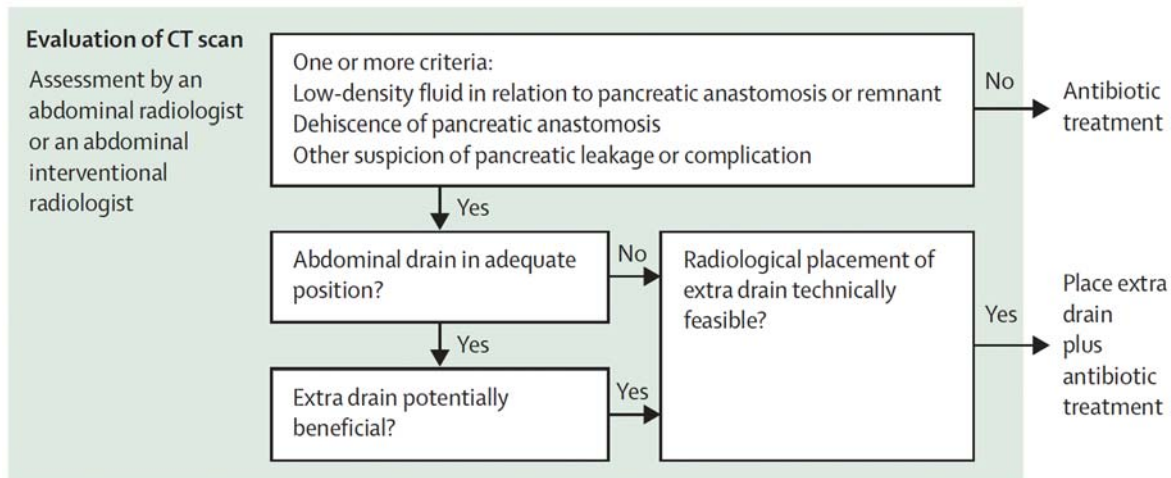 Evaluation of CT scan
Assessment by an
abdominal radiologist
or an abdominal
interventional
radiologist
One or more criteria:
Low-density fluid in relation to pancreatic anastomosis or remnant
Dehiscence of pancreatic anastomosis
Other suspicion of pancreatic leakage or complication
No
Antibiotic
treatment
Yes
Abdominal drain in adequate
position?
No
Radiological placement of
extra drain technically
feasible?
Yes
Place extra
drain
plus
antibiotic
treatment
Yes
Extra drain potentially
beneficial?
Yes